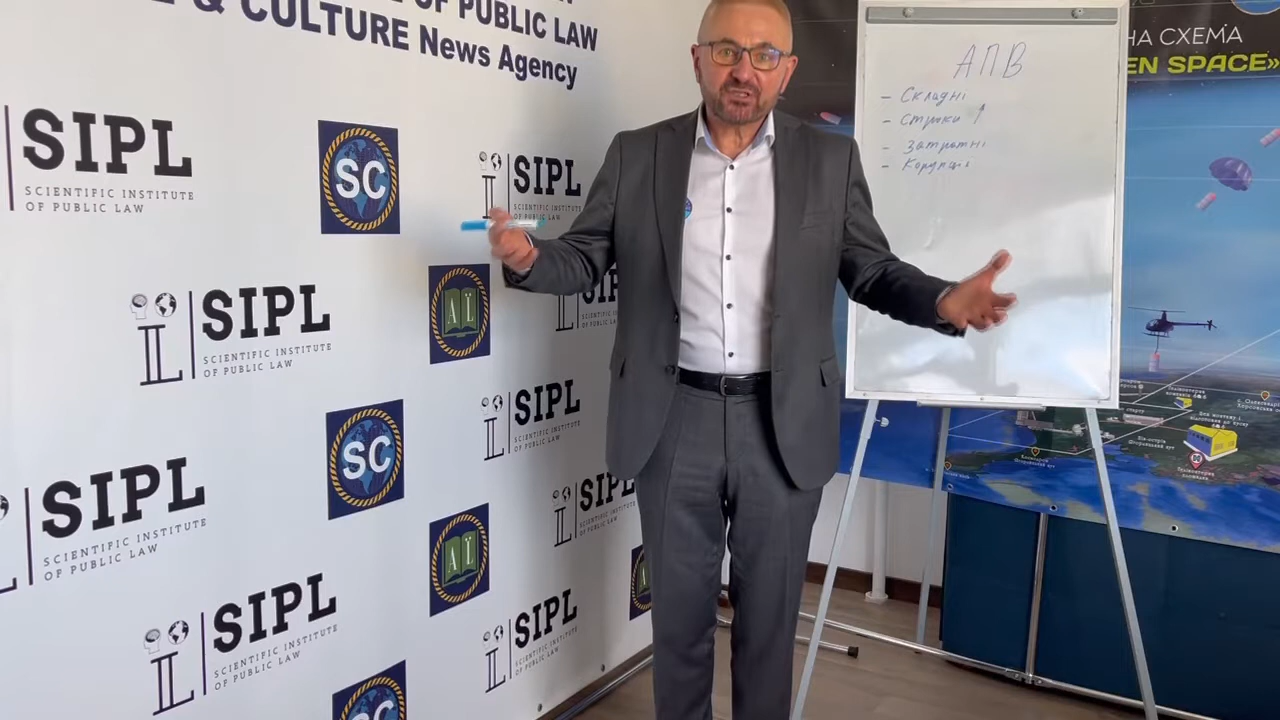 OF PUBLIC LAW
& CULTURE News Agency
SIPL
SCIENTIFIC INSTITUTE
OF PUBLIC LAW
SC
SIPL
SCIENTIFIC INSTITUTE
OF PUBLIC LAW
SIPL
SCIENTIFIC INSTITUTE
OF PUBLIC LAW
АЇ
SIPL
SCIENTIFIC INSTITUTE
OF PUBLIC LAW
SC
SIPL
SCIENTIFIC INSTITUTE
OF PUBLIC LAW
SIPL
SCIENTIFIC INSTITUTE
OF PUBLIC LAW
АЇ
SIPL
SCIENTIFIC INSTITUTE
OF PUBLIC LAW
SIPL
SCIENTIFIC INSTITUTE
OF PUBLIC LAW
SC
АПВ
- Складні
- Строки ↑
- Затратні
- Корупція
НА СХЕМА
EN SPACE»